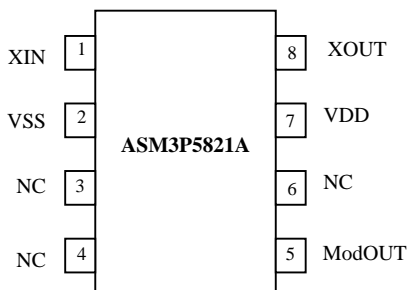 XIN 1 8 XOUT
VSS 2 7 VDD
ASM3P5821A
NC 3 6 NC
NC 4 5 ModOUT